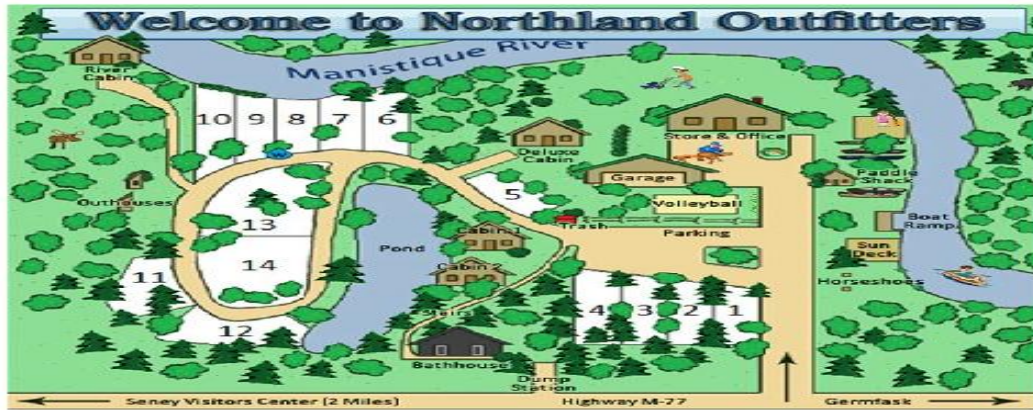 Welcome to Northland Outfitters
Manistique River
River
Cabin
10 9 8 7 6
Store & Office
Deluxe
Cabin
Garage
Paddle
Shack
Outhouses
5
Volleyball
Trash
Parking
Boat
Ramp
13
Cabin 1
Pond
Sun
Deck
14
Cabin 2
11
Horseshoes
4 3 2 1
12
Bathhouse
Dump
Station
Seney Visitors Center (2 Miles)
Highway M-77
Germfask